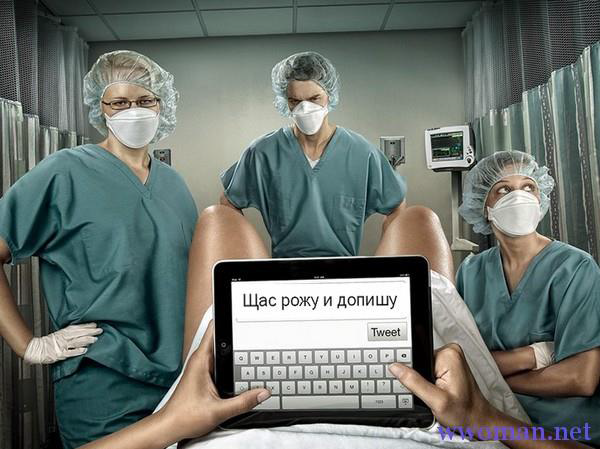 Щас рожу и допишу
Tweet
Q W E R T Y U I O P
A S D F G H J K L
Z X C V B N M
wwoman.net